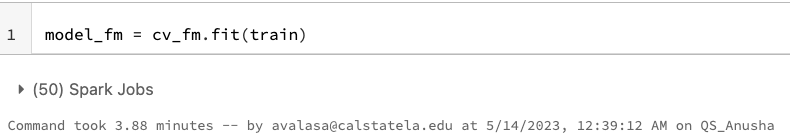 1 model_fm = cv_fm.fit(train)
(50) Spark Jobs
Command took 3.88 minutes -- by avalasa@calstatela.edu at 5/14/2023, 12:39:12 AM on QS_Anusha